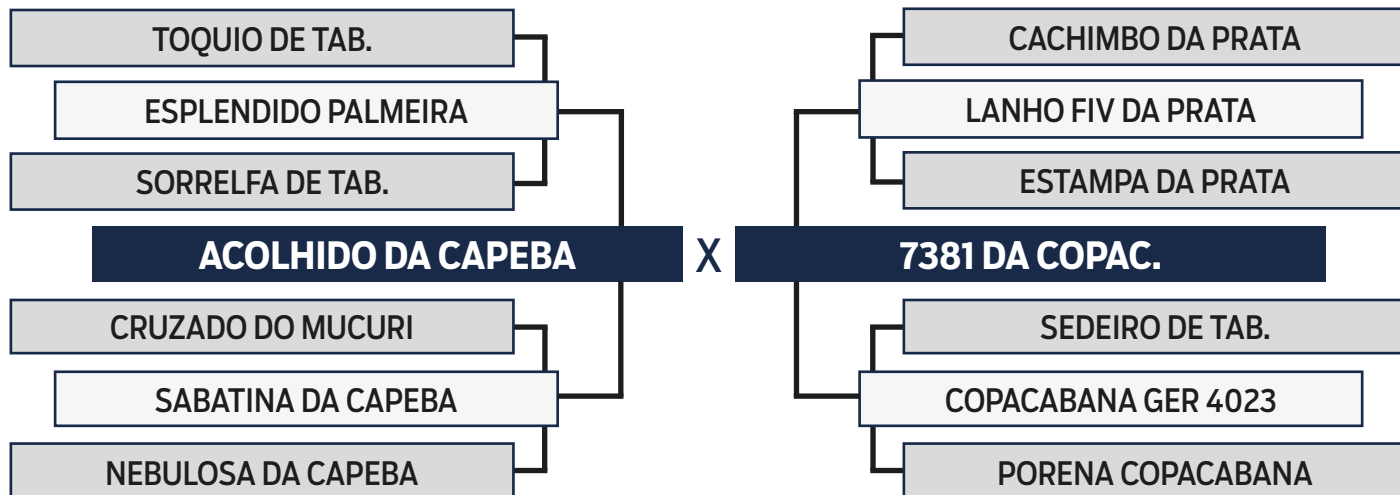 TOQUIO DE TAB.
CACHIMBO DA PRATA
ESPLENDIDO PALMEIRA
LANHO FIV DA PRATA
SORRELFA DE TAB.
ESTAMPA DA PRATA
ACOLHIDO DA CAPEBA X 7381 DA COPAC.
CRUZADO DO MUCURI
SEDEIRO DE TAB.
SABATINA DA CAPEBA
COPACABANA GER 4023
NEBULOSA DA CAPEBA
PORENA COPACABANA